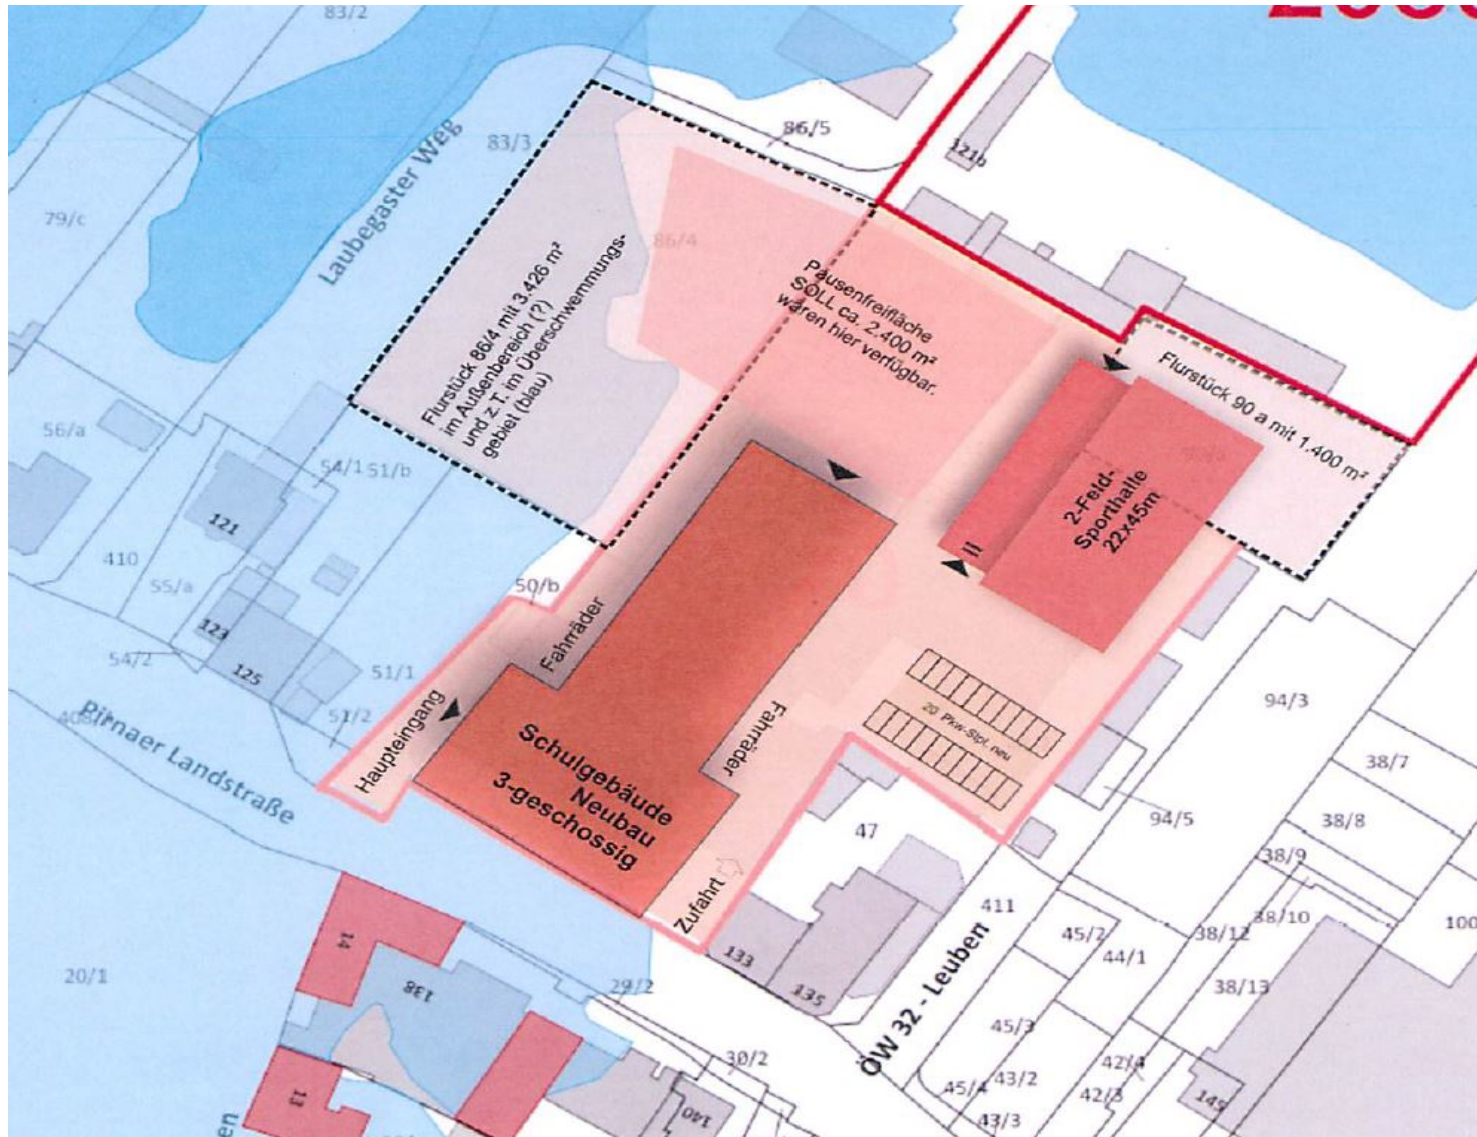 83/2
86/5
121b
83/3
Laubegaster Weg
79/c
86/4
Flurstück 86/4 mit 3.426 m²
im Außenbereich (?)
und z.T. im Überschwemmungs-
gebiet (blau)
Pausenfreifläche
SOLL ca. 2.400 m²
wären hier verfügbar.
Flurstück 90 a mit 1.400 m²
2-Feld-
Sporthalle
22x45m
II
56/a
54/1
51/b
121
410
55/a
50/b
123
54/2
125
51/1
51/2
Pirnaer Landstraße
Haupteingang
Fahrräder
Fahrräder
Schulgebäude
Neubau
3-geschossig
20 Pkw-Stpl. neu
Zufahrt
94/3
38/7
94/5
38/8
47
38/9
411
38/10
100
45/2
38/12
44/1
38/13
133
135
ÖW 32 - Leuben
14
138
20/1
29/2
45/3
30/2
42/4
45/4
43/2
42/3
43/3
145
13
140
en